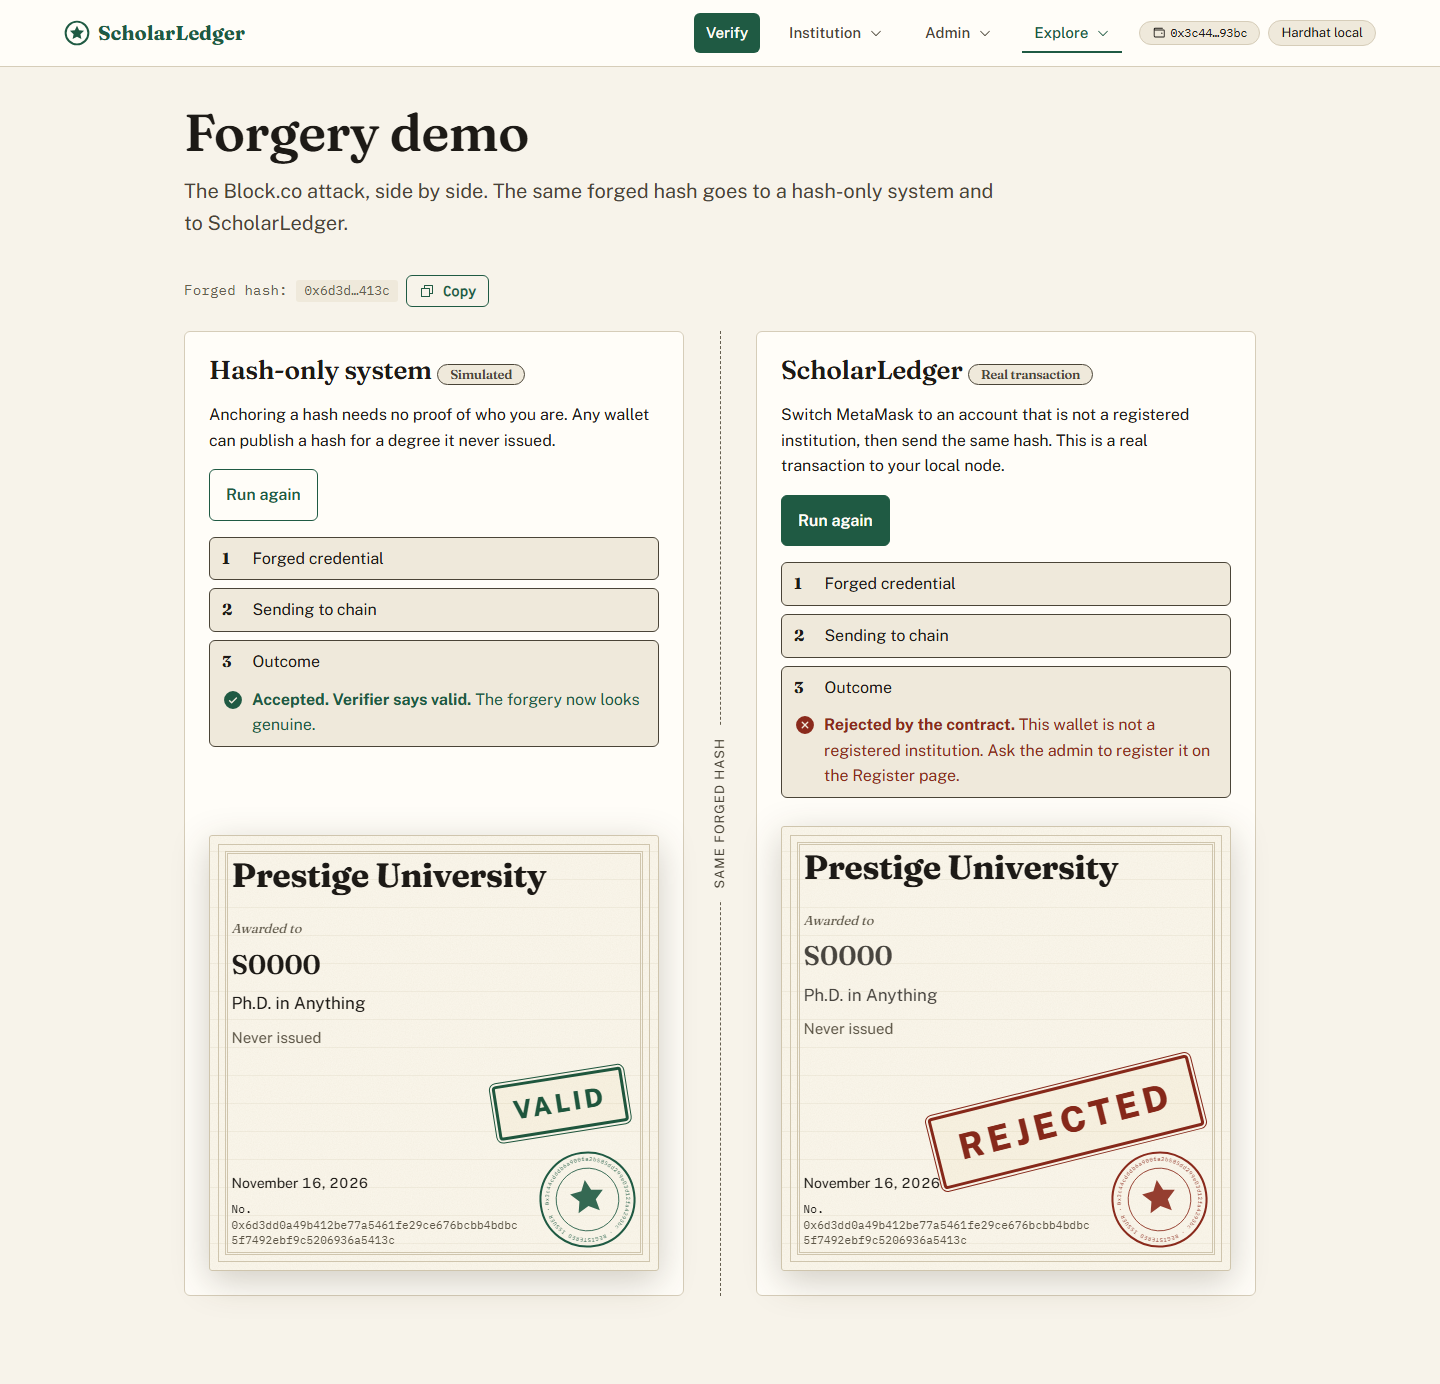 ScholarLedger
Verify
Institution
Admin
Explore
0x3c44…93bc
Hardhat local
Forgery demo
The Block.co attack, side by side. The same forged hash goes to a hash-only system and
to ScholarLedger.
Forged hash: 0x6d3d…413c
Copy
Hash-only system
Simulated
Anchoring a hash needs no proof of who you are. Any wallet
can publish a hash for a degree it never issued.
Run again
1 Forged credential
2 Sending to chain
3 Outcome
Accepted. Verifier says valid. The forgery now looks
genuine.
Prestige University
Awarded to
S0000
Ph.D. in Anything
Never issued
VALID
November 16, 2026
No.
0x6d3dd0a49b412be77a5461fe29ce676bcbb4bdbc
5f7492ebf9c5206936a5413c
SAME FORGED HASH
ScholarLedger
Real transaction
Switch MetaMask to an account that is not a registered
institution, then send the same hash. This is a real
transaction to your local node.
Run again
1 Forged credential
2 Sending to chain
3 Outcome
Rejected by the contract. This wallet is not a
registered institution. Ask the admin to register it on
the Register page.
Prestige University
Awarded to
S0000
Ph.D. in Anything
Never issued
REJECTED
November 16, 2026
No.
0x6d3dd0a49b412be77a5461fe29ce676bcbb4bdbc
5f7492ebf9c5206936a5413c